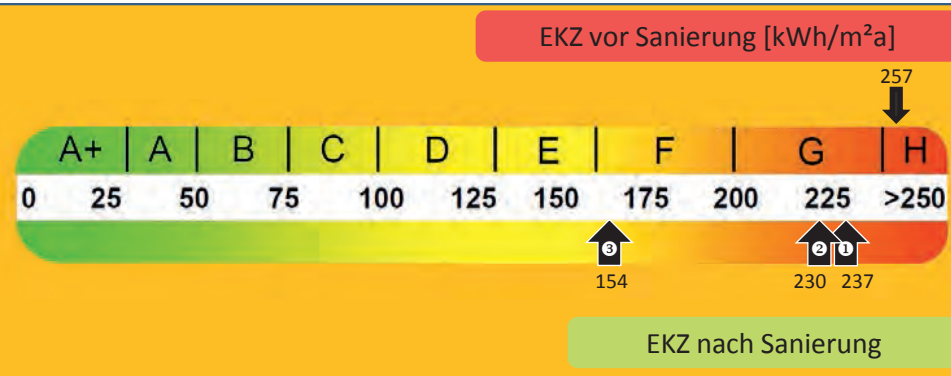 EKZ vor Sanierung [kWh/m²a]
257
A+ A B C D E F G H
0 25 50 75 100 125 150 175 200 225 >250
❸ ❷ ❶
154 230 237
EKZ nach Sanierung